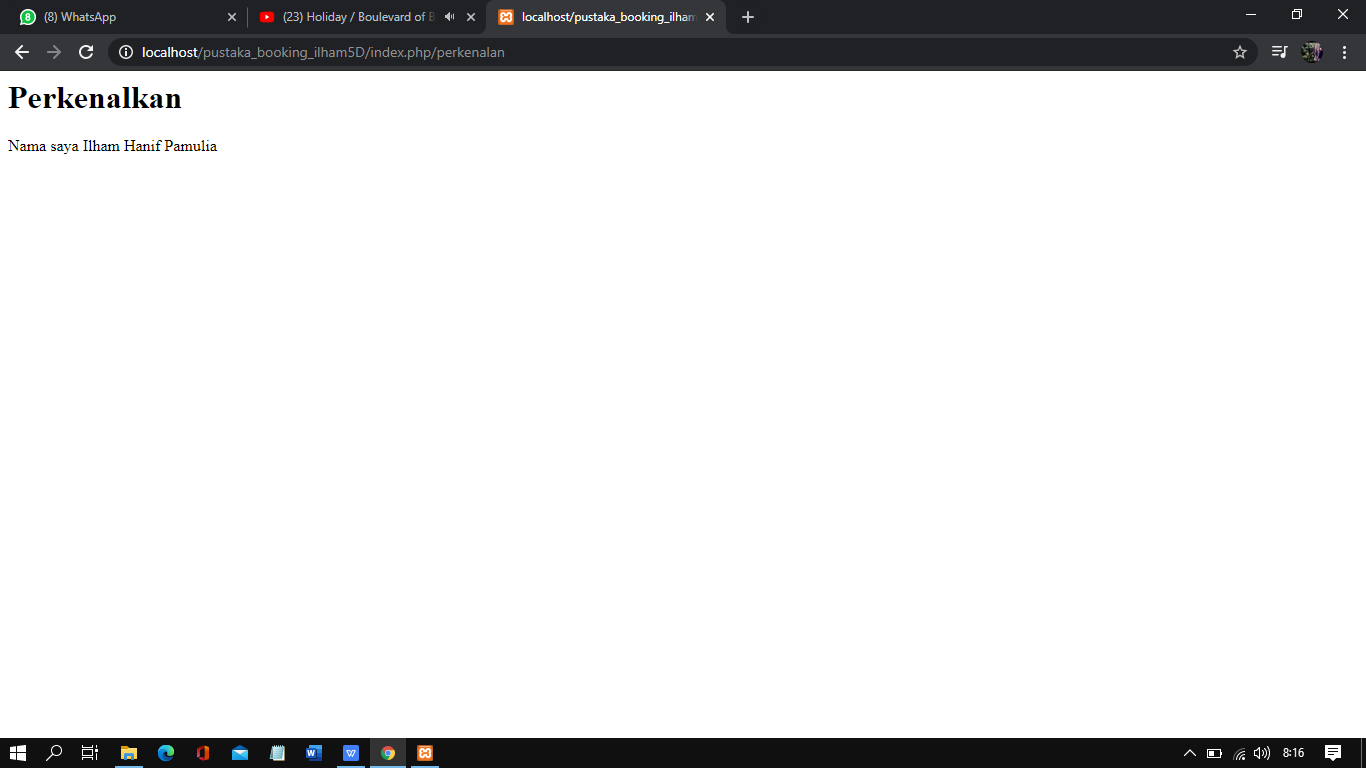 (8) WhatsApp
(23) Holiday / Boulevard of B
localhost/pustaka_booking_ilham
localhost/pustaka_booking_ilham5D/index.php/perkenalan
Perkenalkan
Nama saya Ilham Hanif Pamulia
8:16